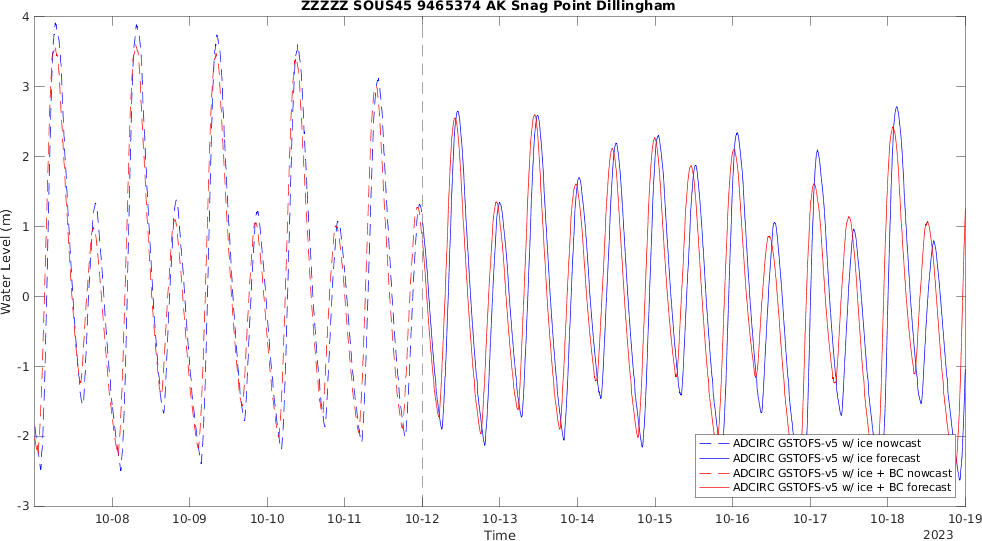 ZZZZZ SOUS45 9465374 AK Snag Point Dillingham
Water Level (m)
4
3
2
1
0
-1
-2
-3
ADCIRC GSTOFS-v5 w/ ice nowcast
ADCIRC GSTOFS-v5 w/ ice forecast
ADCIRC GSTOFS-v5 w/ ice + BC nowcast
ADCIRC GSTOFS-v5 w/ ice + BC forecast
10-08 10-09 10-10 10-11 10-12 10-13 10-14 10-15 10-16 10-17 10-18 10-19
Time
2023